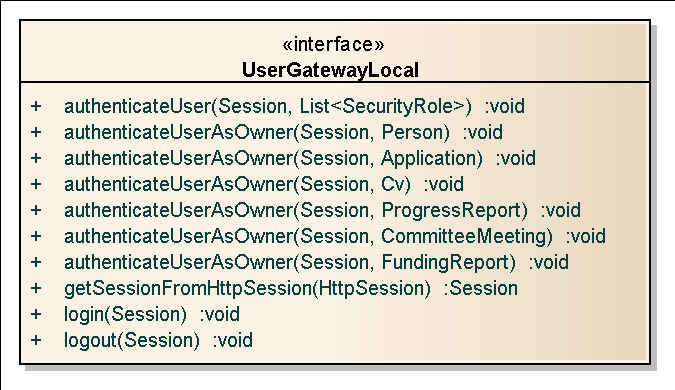 «interface»
UserGatewayLocal
+ authenticateUser(Session, List<SecurityRole>) :void
+ authenticateUserAsOwner(Session, Person) :void
+ authenticateUserAsOwner(Session, Application) :void
+ authenticateUserAsOwner(Session, Cv) :void
+ authenticateUserAsOwner(Session, ProgressReport) :void
+ authenticateUserAsOwner(Session, CommitteeMeeting) :void
+ authenticateUserAsOwner(Session, FundingReport) :void
+ getSessionFromHttpSession(HttpSession) :Session
+ login(Session) :void
+ logout(Session) :void